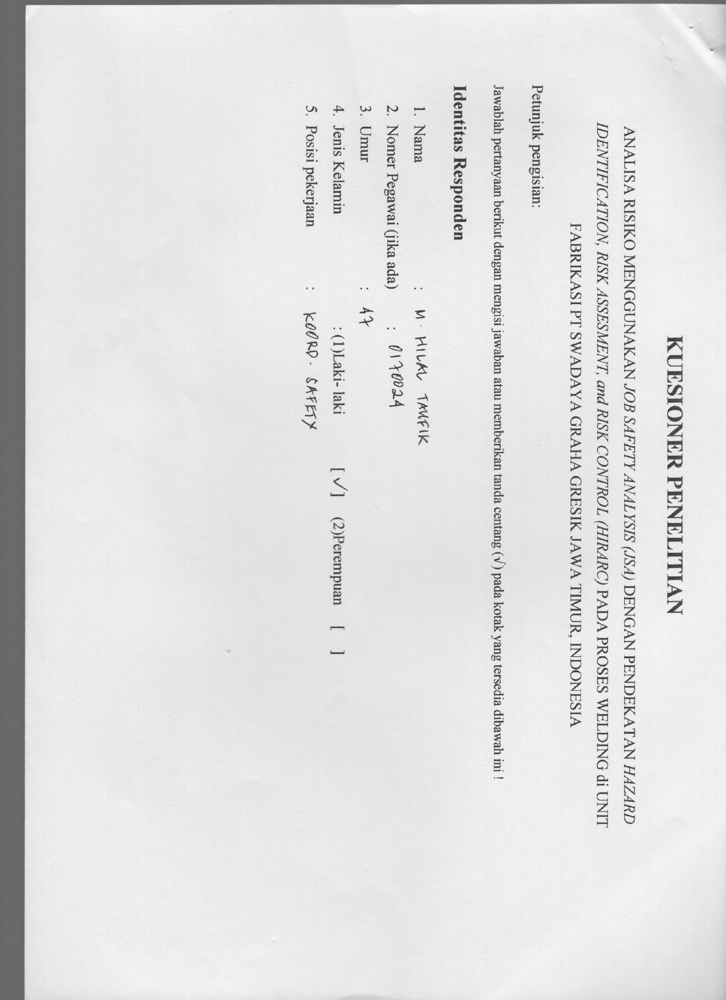 KUESIONER PENELITIAN
ANALISA RISIKO MENGGUNAKAN JOB SAFETY ANALYSIS (JSA) DENGAN PENDEKATAN HAZARD
IDENTIFICATION, RISK ASSESMENT, and RISK CONTROL (HIRARC) PADA PROSES WELDING di UNIT
FABRIKASI PT SWADAYA GRAHA GRESIK JAWA TIMUR, INDONESIA
Petunjuk pengisian:
Jawablah pertanyaan berikut dengan mengisi jawaban atau memberikan tanda centang (√) pada kotak yang tersedia dibawah ini !
Identitas Responden
1. Nama : M. HILAL TAUFIK
2. Nomer Pegawai (jika ada) : 0170024
3. Umur : 47
4. Jenis Kelamin : (1)Laki- laki [✓] (2)Perempuan [ ]
5. Posisi pekerjaan : KOORD. SAFETY